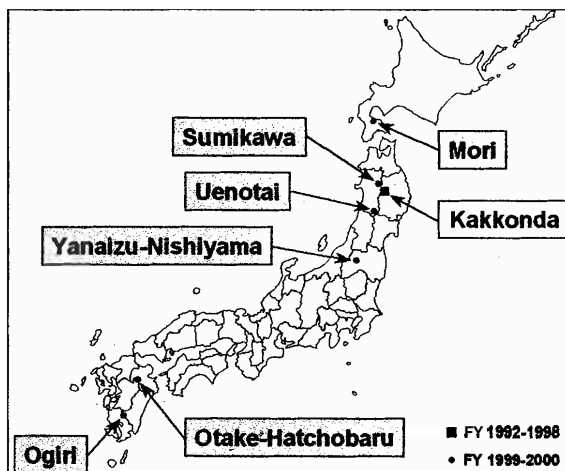 Sumikawa
Mori
Uenotai
Kakkonda
Yanaizu-Nishiyama
Otake-Hatchobaru
Ogiri
■ FY 1992-1998
● FY 1999-2000